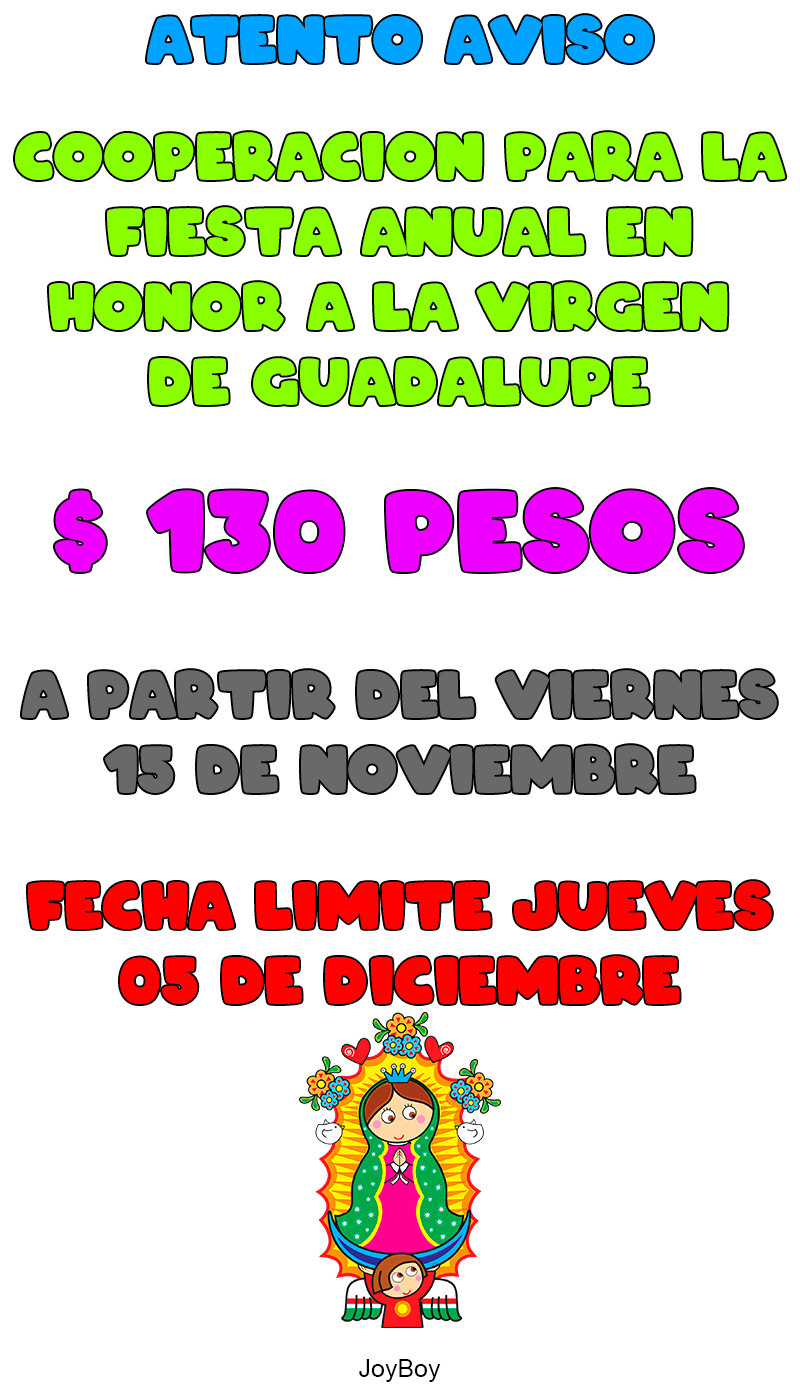 ATENTO AVISO
COOPERACION PARA LA
FIESTA ANUAL EN
HONOR A LA VIRGEN
DE GUADALUPE
$ 130 PESOS
A PARTIR DEL VIERNES
15 DE NOVIEMBRE
FECHA LIMITE JUEVES
05 DE DICIEMBRE
JoyBoy